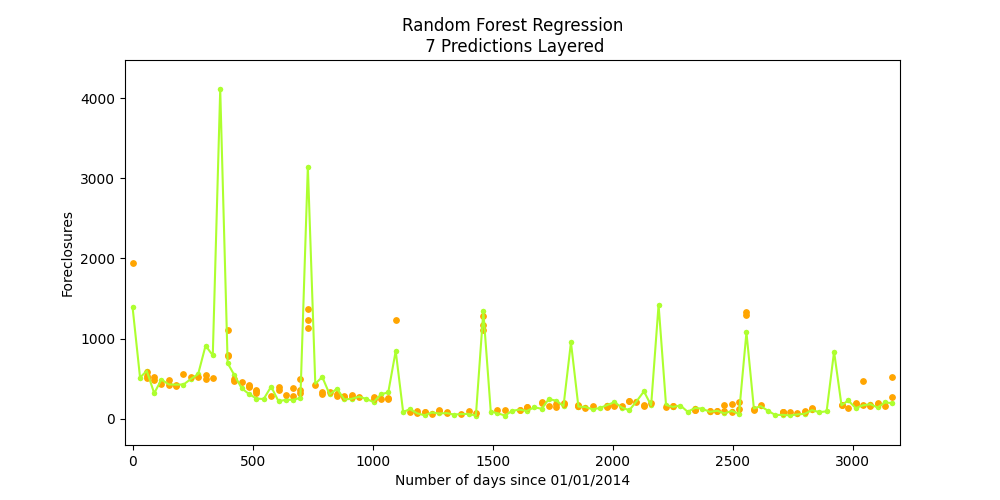 Random Forest Regression
7 Predictions Layered
Foreclosures
4000
3000
2000
1000
0
0 500 1000 1500 2000 2500 3000
Number of days since 01/01/2014